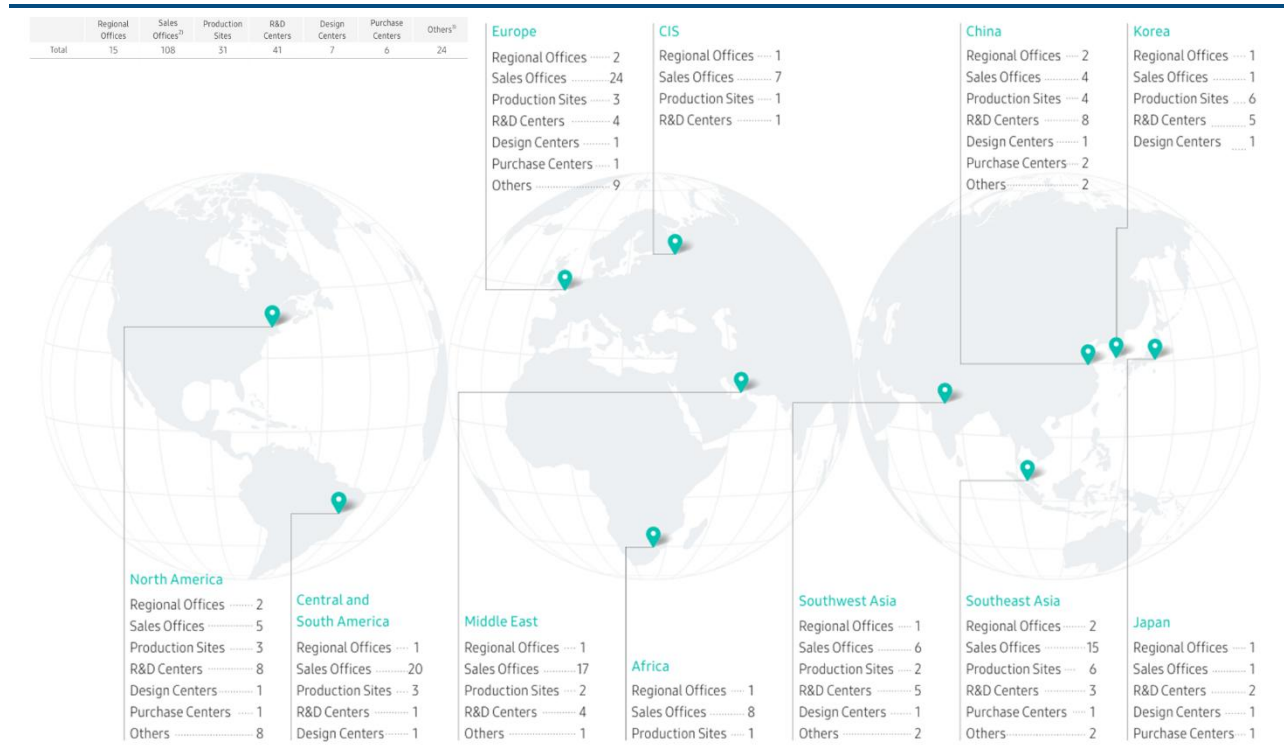 Regional Offices Sales Offices2) Production Sites R&D Centers Design Centers Purchase Centers Others3)
Total 15 108 31 41 7 6 24
Europe
Regional Offices 2
Sales Offices 24
Production Sites 3
R&D Centers 4
Design Centers 1
Purchase Centers 1
Others 9
CIS
Regional Offices 1
Sales Offices 7
Production Sites 1
R&D Centers 1
China
Regional Offices 2
Sales Offices 4
Production Sites 4
R&D Centers 8
Design Centers 1
Purchase Centers 2
Others 2
Korea
Regional Offices 1
Sales Offices 1
Production Sites 6
R&D Centers 5
Design Centers 1
North America
Regional Offices 2
Sales Offices 5
Production Sites 3
R&D Centers 8
Design Centers 1
Purchase Centers 1
Others 8
Central and
South America
Regional Offices 1
Sales Offices 20
Production Sites 3
R&D Centers 1
Design Centers 1
Middle East
Regional Offices 1
Sales Offices 17
Production Sites 2
R&D Centers 4
Others 1
Africa
Regional Offices 1
Sales Offices 8
Production Sites 1
Southwest Asia
Regional Offices 1
Sales Offices 6
Production Sites 2
R&D Centers 5
Design Centers 1
Others 2
Southeast Asia
Regional Offices 2
Sales Offices 15
Production Sites 6
R&D Centers 3
Purchase Centers 1
Others 2
Japan
Regional Offices 1
Sales Offices 1
R&D Centers 2
Design Centers 1
Purchase Centers 1